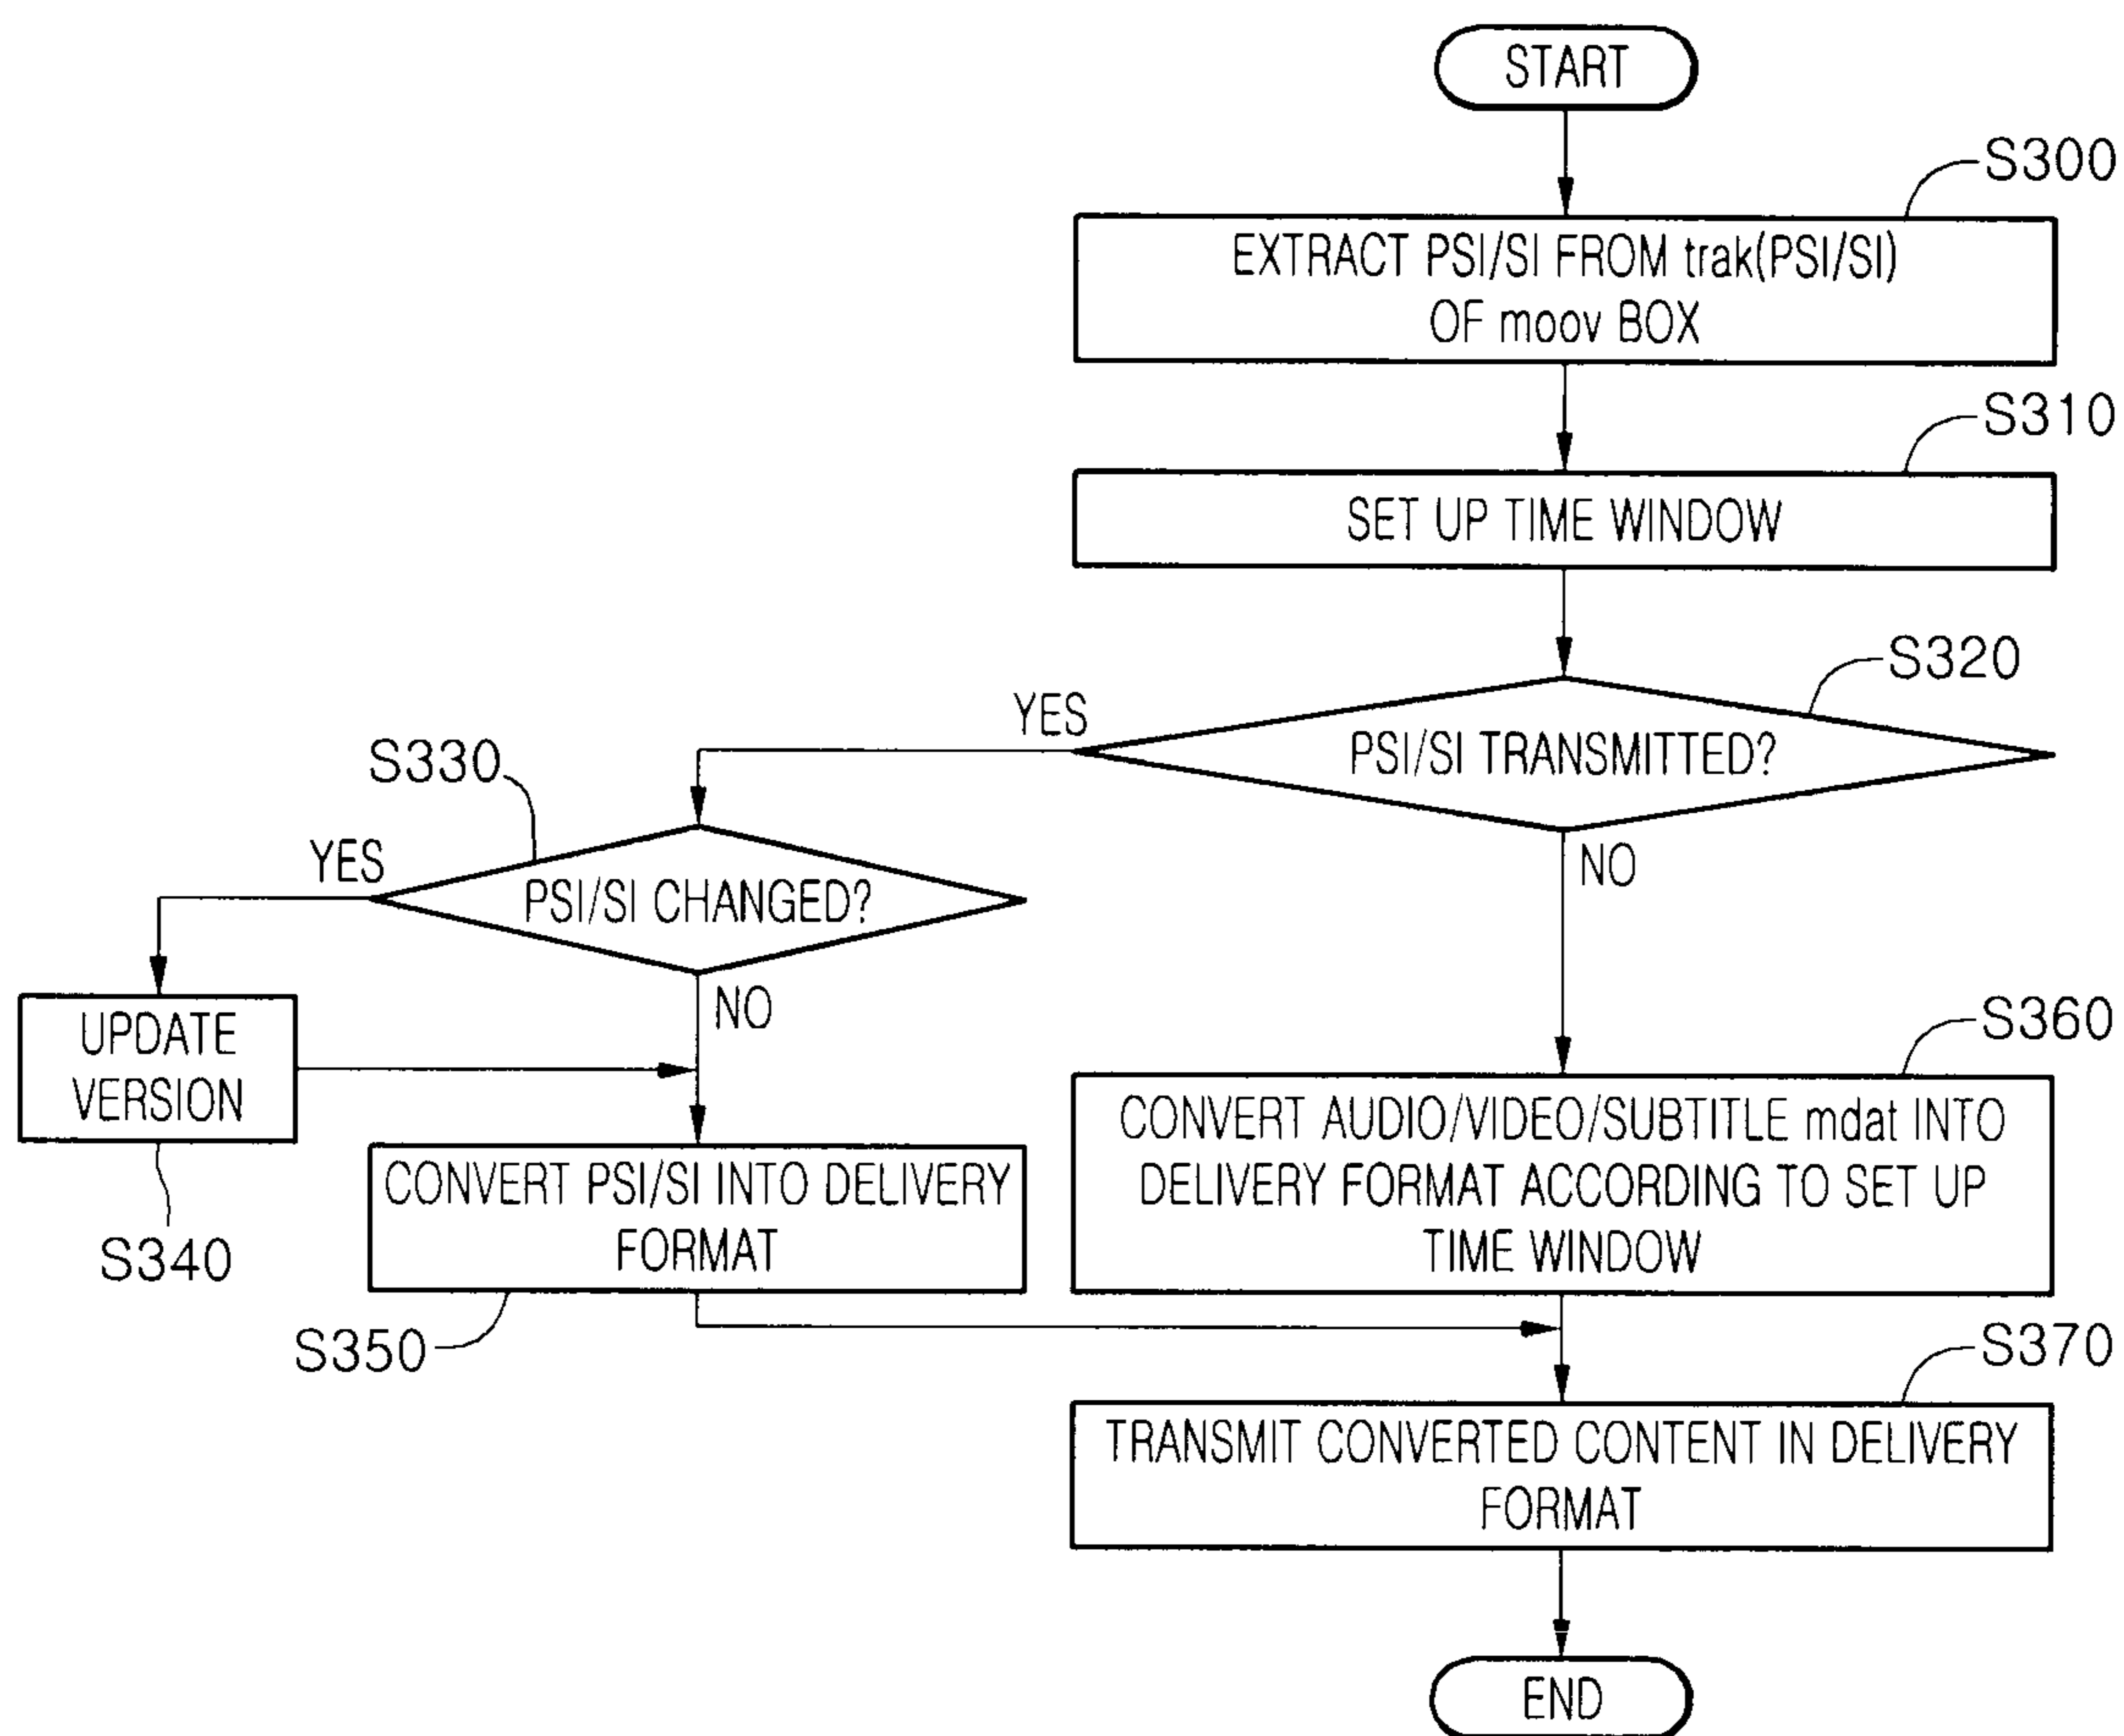 START
S300
EXTRACT PSI/SI FROM trak(PSI/SI)
OF moov BOX
S310
SET UP TIME WINDOW
S320
YES
PSI/SI TRANSMITTED?
NO
S330
YES
PSI/SI CHANGED?
NO
UPDATE
VERSION
S340
CONVERT PSI/SI INTO DELIVERY
FORMAT
S350
S360
CONVERT AUDIO/VIDEO/SUBTITLE mdat INTO
DELIVERY FORMAT ACCORDING TO SET UP
TIME WINDOW
S370
TRANSMIT CONVERTED CONTENT IN DELIVERY
FORMAT
END